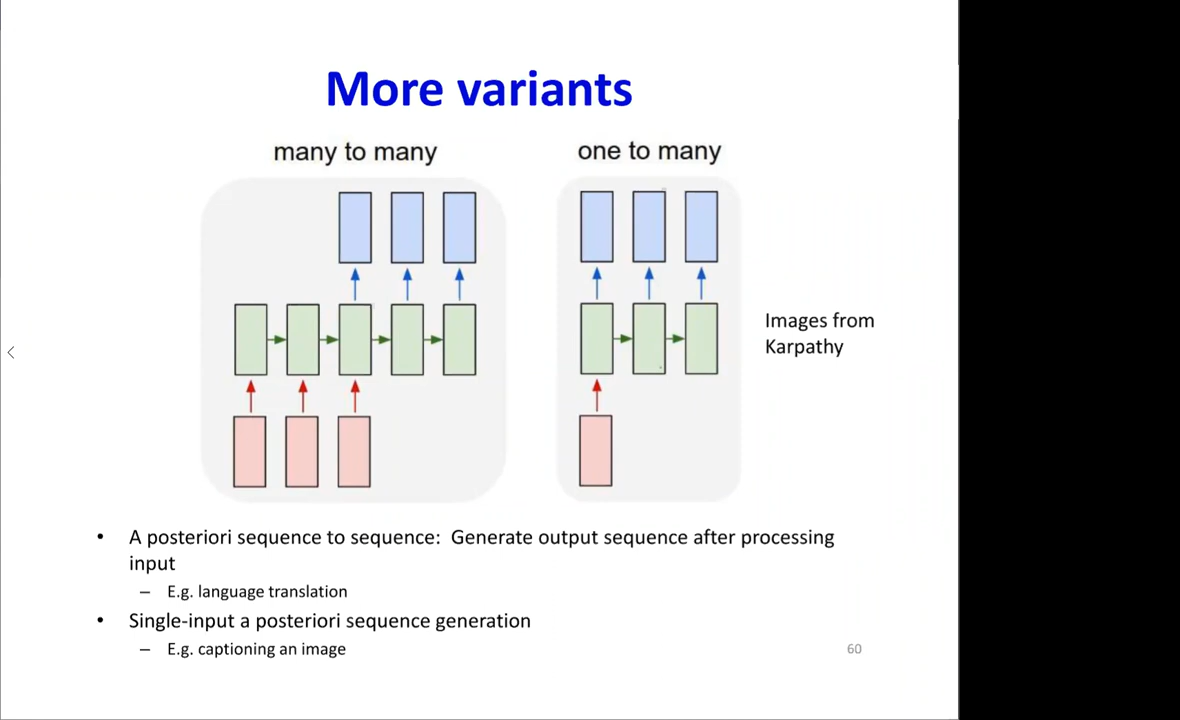 More variants
many to many
one to many
Images from
Karpathy
• A posteriori sequence to sequence: Generate output sequence after processing
input
– E.g. language translation
• Single-input a posteriori sequence generation
– E.g. captioning an image
60